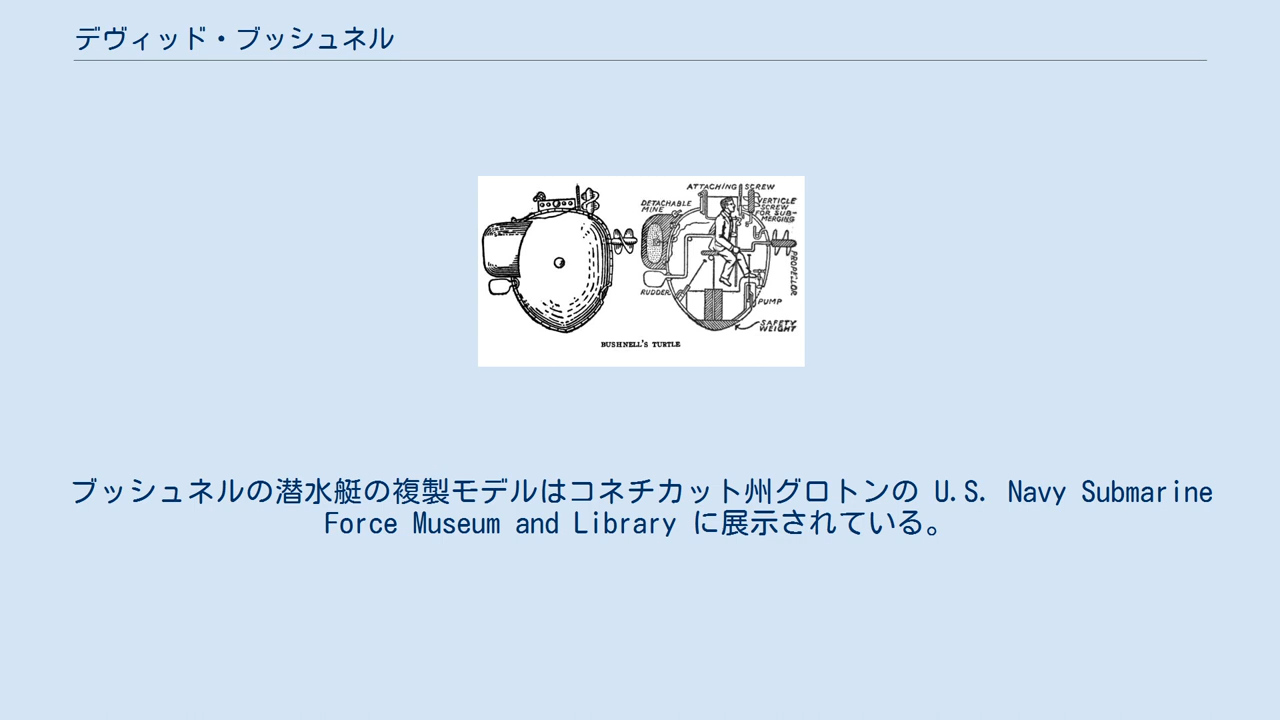 デヴィッド・ブッシュネル
ATTACHING SCREW
DETACHABLE
MINE
VERTICLE
SCREW
FOR SUB-
MERGING
PROPELLOR
RUDDER
PUMP
SAFETY
WEIGHT
BUSHNELL'S TURTLE
ブッシュネルの潜水艇の複製モデルはコネチカット州グロトンの U.S. Navy Submarine
Force Museum and Library に展示されている。